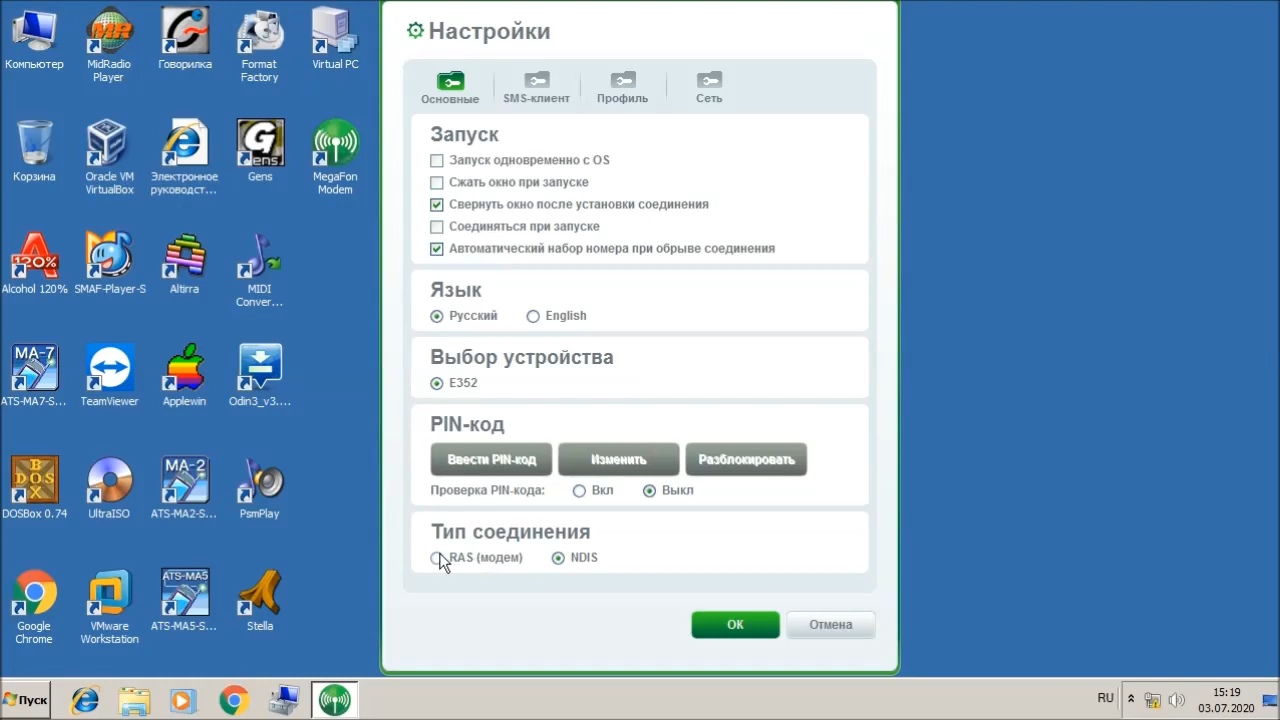 Компьютер
MidRadio Player
Говорилка
Format Factory
Virtual PC
Корзина
Oracle VM VirtualBox
Электронное руководст...
Gens
MegaFon Modem
Alcohol 120%
SMAF-Player-S
Altirra
MIDI Conver...
ATS-MA7-S...
TeamViewer
Applewin
Odin3_v3....
DOSBox 0.74
UltraISO
ATS-MA2-S...
PsmPlay
Google Chrome
VMware Workstation
ATS-MA5-S...
Stella
Настройки
Основные
SMS-клиент
Профиль
Сеть
Запуск
Запуск одновременно с OS
Сжать окно при запуске
Свернуть окно после установки соединения
Соединяться при запуске
Автоматический набор номера при обрыве соединения
Язык
Русский English
Выбор устройства
E352
PIN-код
Ввести PIN-код Изменить Разблокировать
Проверка PIN-кода: Вкл Выкл
Тип соединения
RAS (модем) NDIS
ОК Отмена
Пуск
RU
15:19
03.07.2020